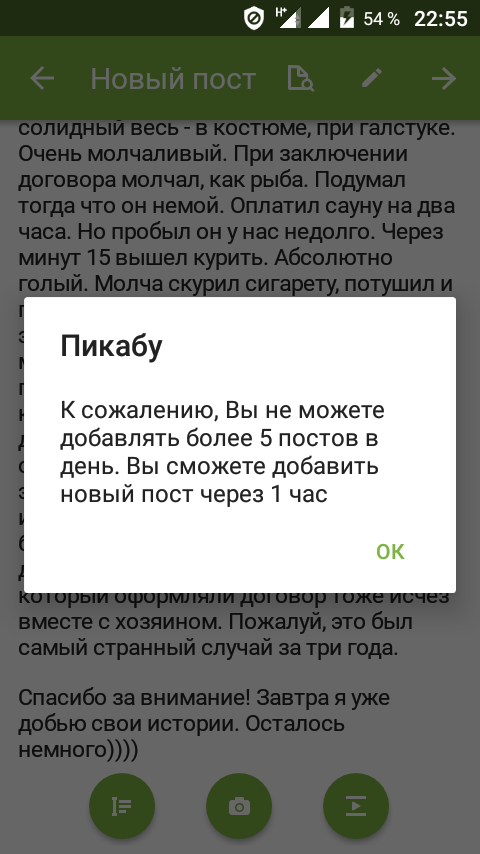 H+ 54 % 22:55
Новый пост
солидный весь - в костюме, при галстуке.
Очень молчаливый. При заключении
договора молчал, как рыба. Подумал
тогда что он немой. Оплатил сауну на два
часа. Но пробыл он у нас недолго. Через
минут 15 вышел курить. Абсолютно
голый. Молча скурил сигарету, потушил и
Пикабу
К сожалению, Вы не можете
добавлять более 5 постов в
день. Вы сможете добавить
новый пост через 1 час
ОК
который оформляли договор тоже исчез
вместе с хозяином. Пожалуй, это был
самый странный случай за три года.
Спасибо за внимание! Завтра я уже
добью свои истории. Осталось
немного))))